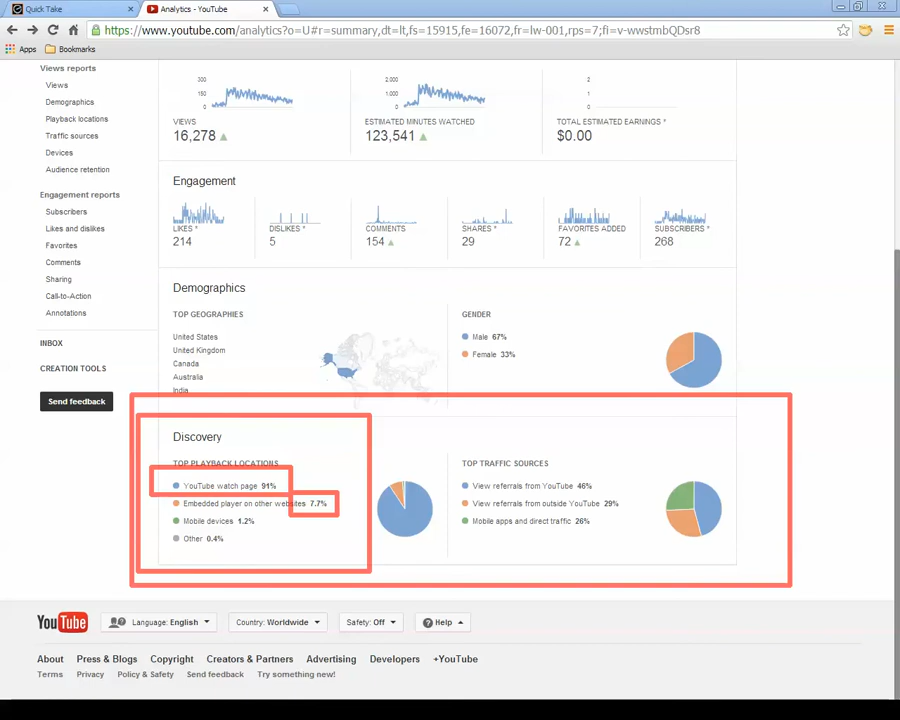 Quick Take
Analytics - YouTube
https://www.youtube.com/analytics?o=U#r=summary,dt=lt,fs=15915,fe=16072,fr=lw-001,rps=7;fi=v-wwstmbQDsr8
Apps
Bookmarks
Views reports
Views
Demographics
Playback locations
Traffic sources
Devices
Audience retention
Engagement reports
Subscribers
Likes and dislikes
Favorites
Comments
Sharing
Call-to-Action
Annotations
INBOX
CREATION TOOLS
Send feedback
300
150
0
VIEWS
16,278
2,000
1,000
0
ESTIMATED MINUTES WATCHED
123,541
2
1
0
TOTAL ESTIMATED EARNINGS *
$0.00
Engagement
LIKES *
214
DISLIKES *
5
COMMENTS
154
SHARES *
29
FAVORITES ADDED
72
SUBSCRIBERS *
268
Demographics
TOP GEOGRAPHIES
United States
United Kingdom
Canada
Australia
India
GENDER
Male 67%
Female 33%
Discovery
TOP PLAYBACK LOCATIONS
YouTube watch page 91%
Embedded player on other websites 7.7%
Mobile devices 1.2%
Other 0.4%
TOP TRAFFIC SOURCES
View referrals from YouTube 46%
View referrals from outside YouTube 29%
Mobile apps and direct traffic 26%
YouTube
Language: English
Country: Worldwide
Safety: Off
Help
About Press & Blogs Copyright Creators & Partners Advertising Developers +YouTube
Terms Privacy Policy & Safety Send feedback Try something new!